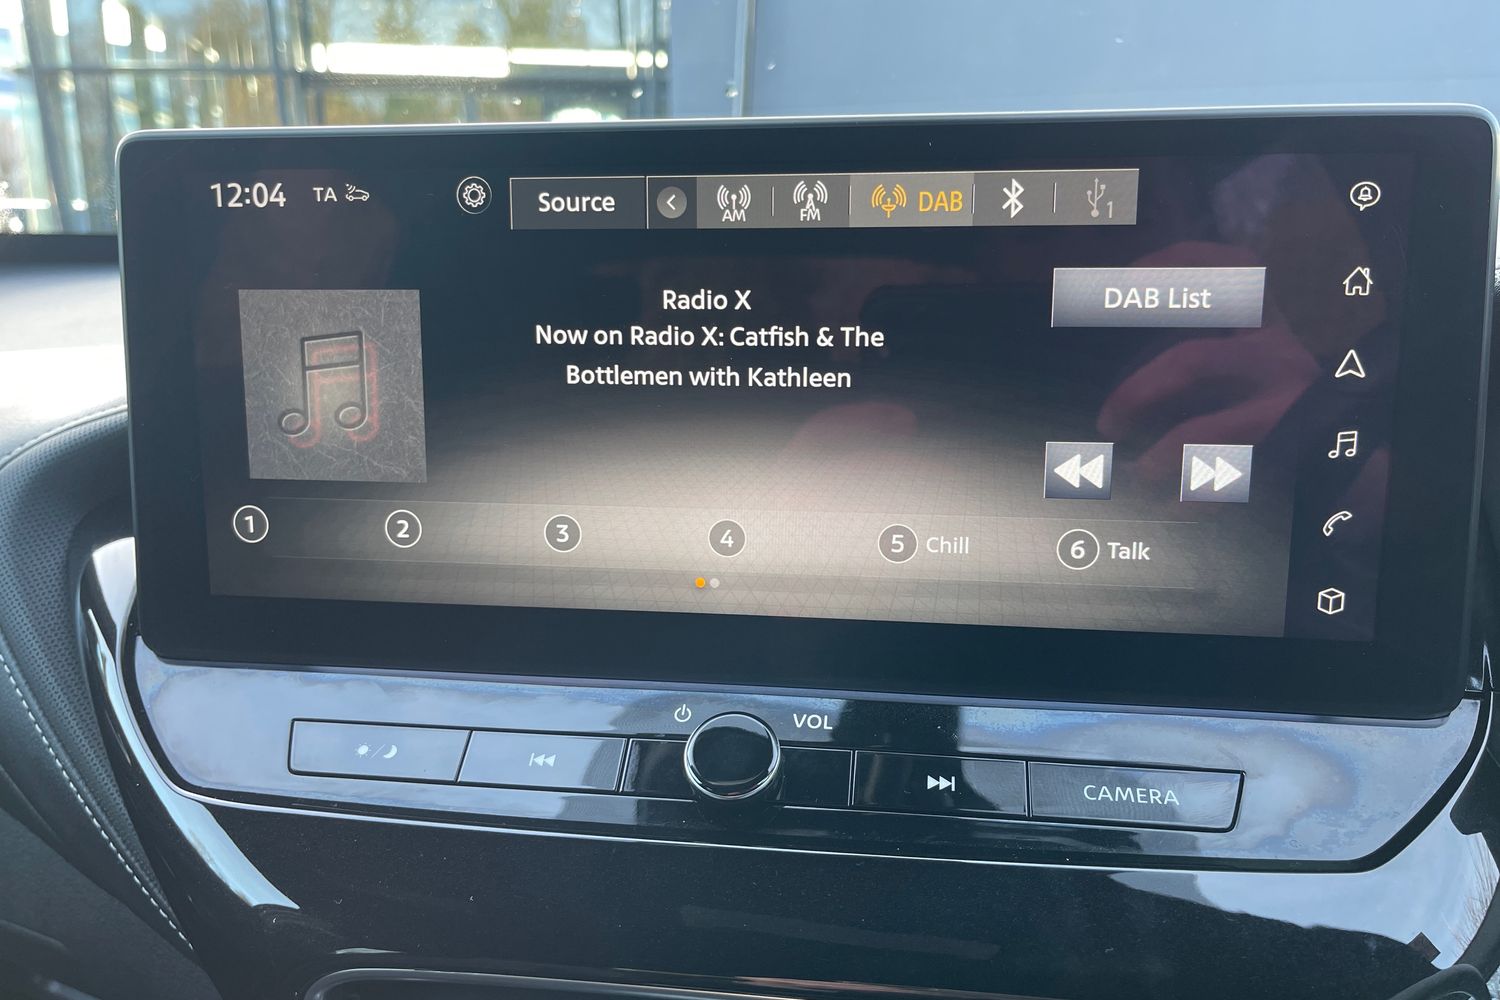 12:04 TA
Source AM FM DAB 1
Radio X
Now on Radio X: Catfish & The
Bottlemen with Kathleen
DAB List
1 2 3 4 5 Chill 6 Talk
VOL
CAMERA